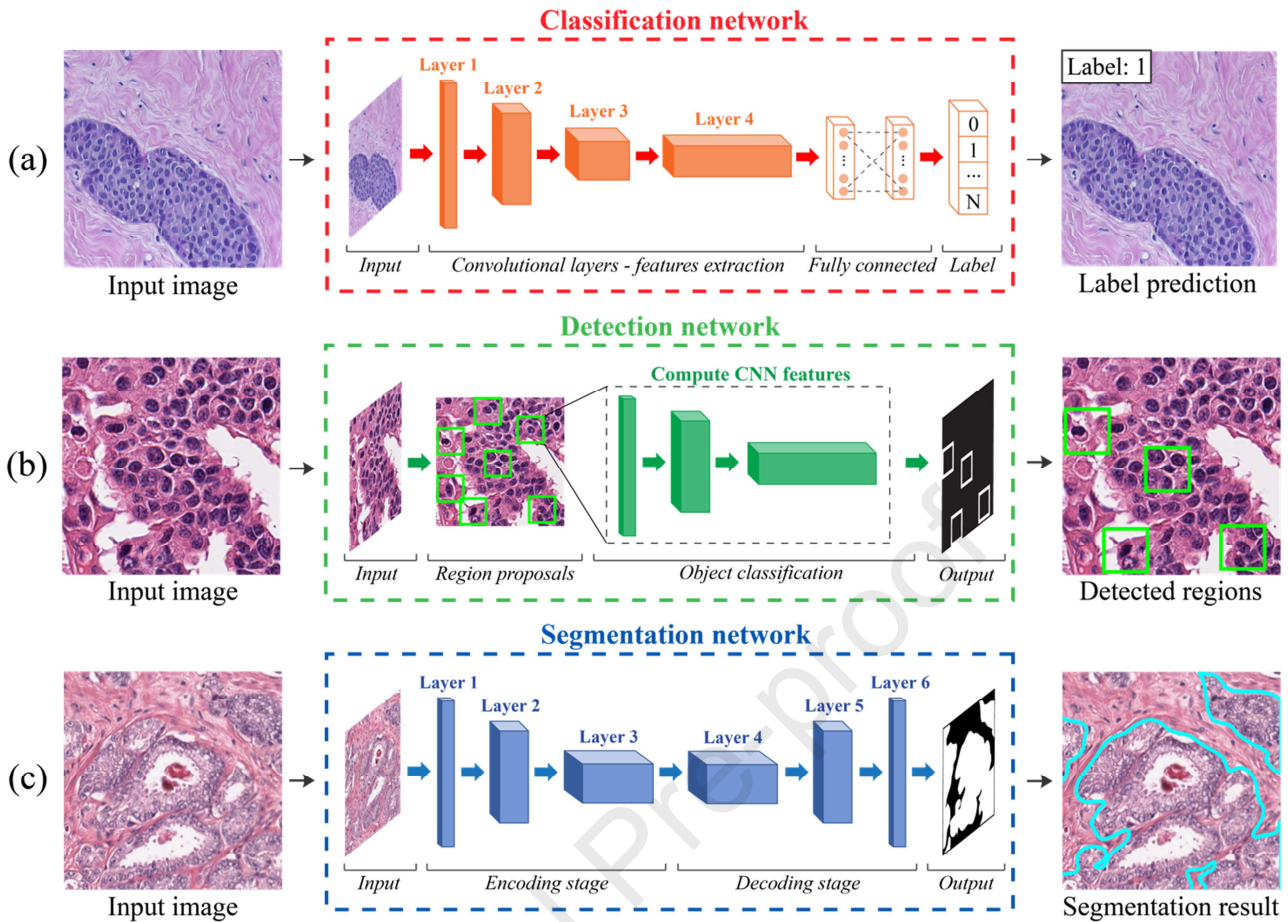 Classification network
(a)
Layer 1
Layer 2
Layer 3
Layer 4
0
1
...
N
Label: 1
Input
Convolutional layers - features extraction
Fully connected
Label
Input image
Label prediction
Detection network
(b)
Compute CNN features
Input
Region proposals
Object classification
Output
Input image
Detected regions
Segmentation network
(c)
Layer 1
Layer 2
Layer 3
Layer 4
Layer 5
Layer 6
Input
Encoding stage
Decoding stage
Output
Input image
Segmentation result
Pre-proof